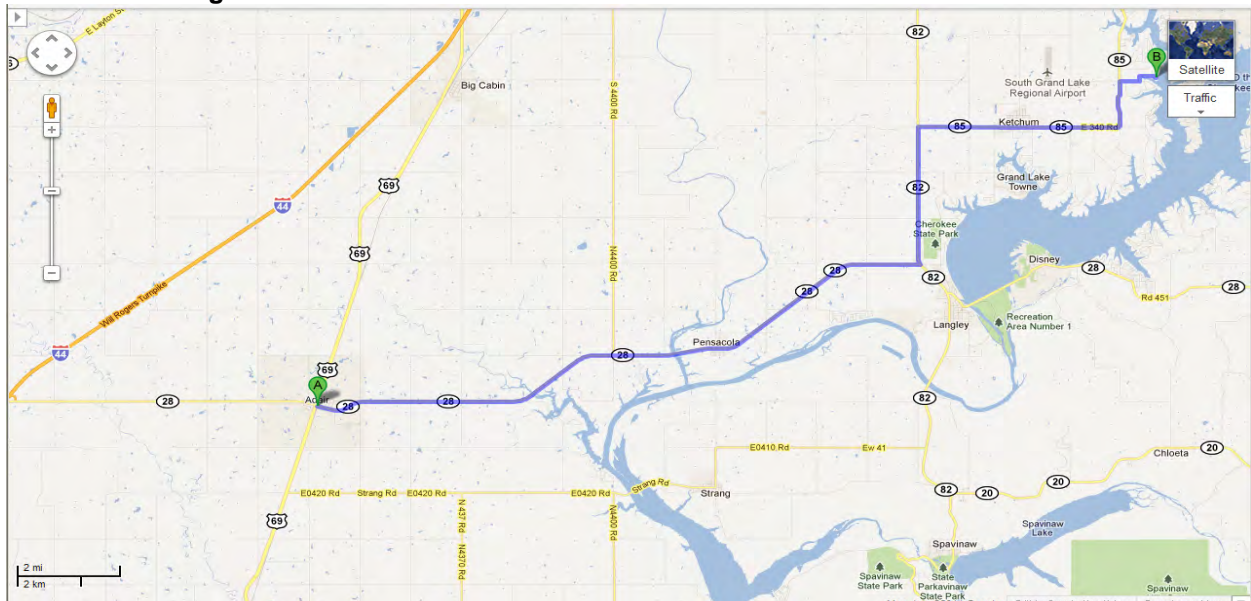 E Layton St
82
85
Satellite
Traffic
Big Cabin
S 4400 Rd
South Grand Lake
Regional Airport
Ketchum
85
85
E 340 Rd
B
69
44
82
Grand Lake
Towne
Cherokee
State Park
69
N4400 Rd
28
82
Disney
28
28
Rd 451
28
Will Rogers Turnpike
Langley
Recreation
Area Number 1
44
Pensacola
28
69
A
Adair
28
28
28
82
E0410 Rd
Ew 41
20
Chloeta
Strang Rd
Strang
20
82
20
E0420 Rd
Strang Rd
E0420 Rd
E0420 Rd
69
N 437 Rd
N4370 Rd
N4400 Rd
Spavinaw
Lake
Spavinaw
2 mi
2 km
Spavinaw
State Park
State
Parkavinaw
State Park
Spavinaw